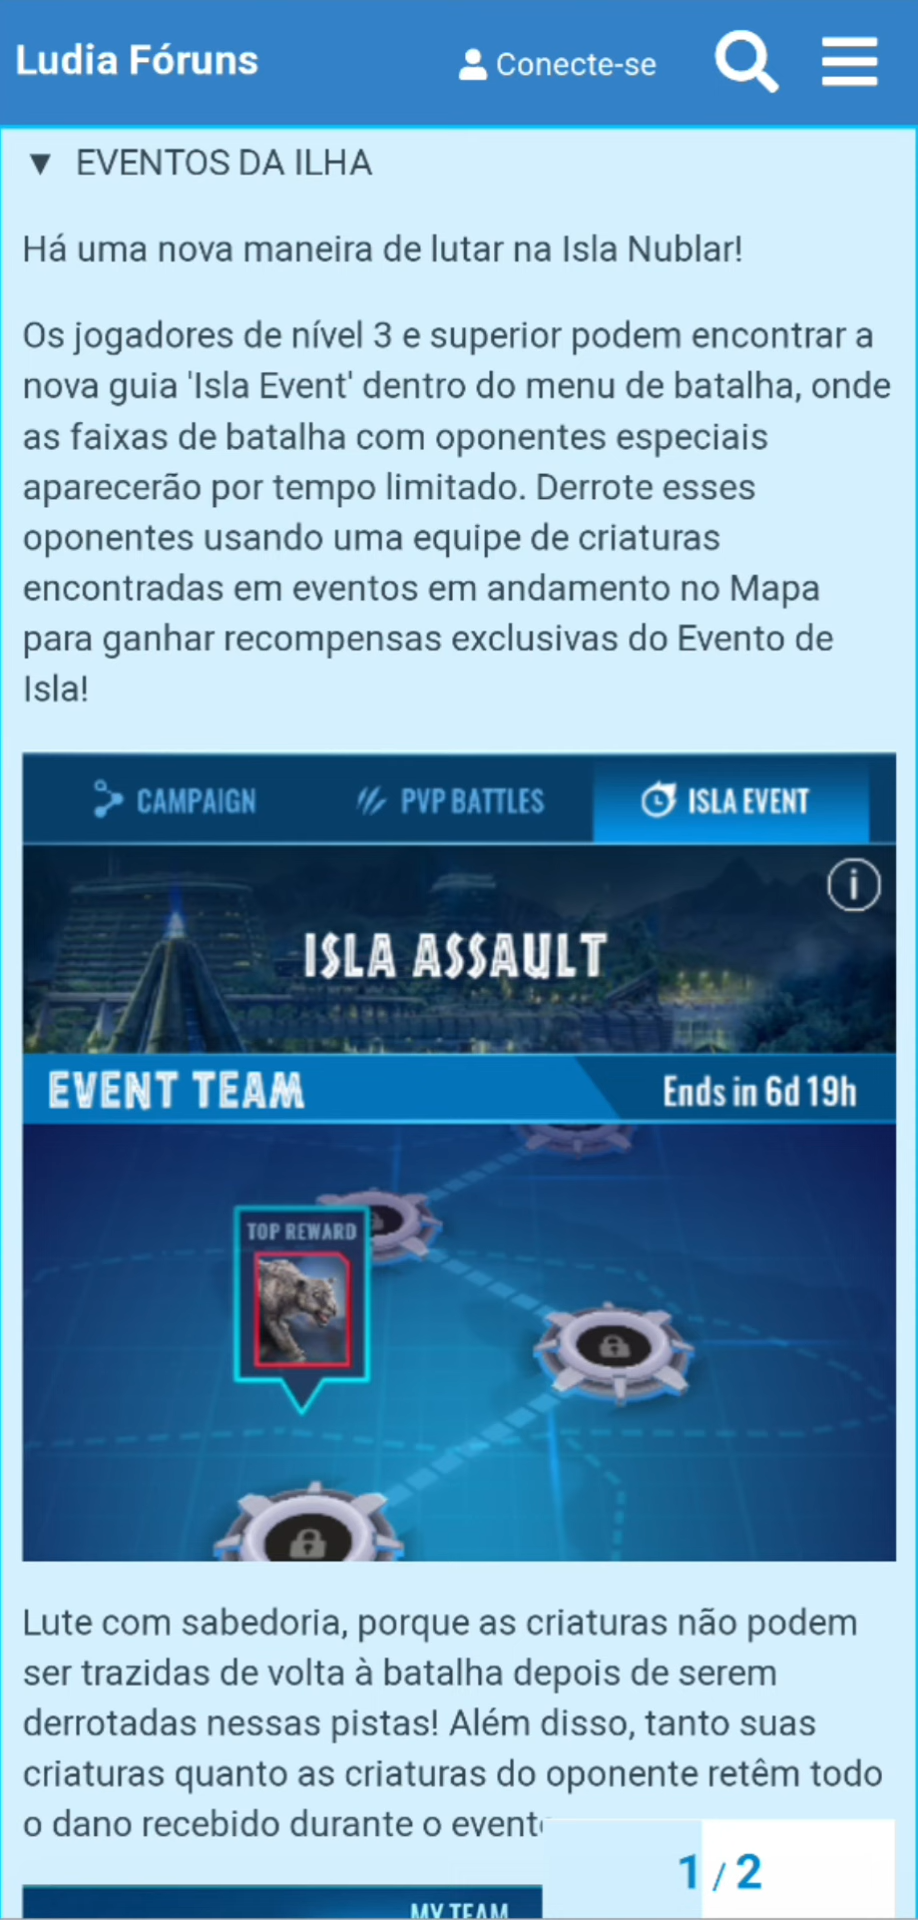 Ludia Fóruns
Conecte-se
▼ EVENTOS DA ILHA
Há uma nova maneira de lutar na Isla Nublar!
Os jogadores de nível 3 e superior podem encontrar a
nova guia 'Isla Event' dentro do menu de batalha, onde
as faixas de batalha com oponentes especiais
aparecerão por tempo limitado. Derrote esses
oponentes usando uma equipe de criaturas
encontradas em eventos em andamento no Mapa
para ganhar recompensas exclusivas do Evento de
Isla!
CAMPAIGN
PVP BATTLES
ISLA EVENT
i
ISLA ASSAULT
EVENT TEAM
Ends in 6d 19h
TOP REWARD
Lute com sabedoria, porque as criaturas não podem
ser trazidas de volta à batalha depois de serem
derrotadas nessas pistas! Além disso, tanto suas
criaturas quanto as criaturas do oponente retêm todo
o dano recebido durante o event
1 / 2
MY TEAM